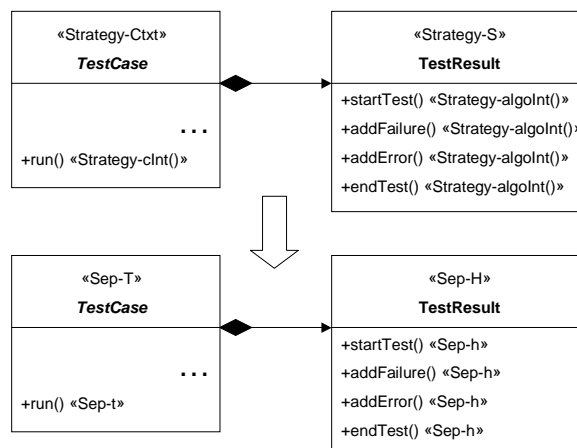 «Strategy-Ctxt»
TestCase
...
+run() «Strategy-cInt()»
«Strategy-S»
TestResult
+startTest() «Strategy-algoInt()»
+addFailure() «Strategy-algoInt()»
+addError() «Strategy-algoInt()»
+endTest() «Strategy-algoInt()»
«Sep-T»
TestCase
...
+run() «Sep-t»
«Sep-H»
TestResult
+startTest() «Sep-h»
+addFailure() «Sep-h»
+addError() «Sep-h»
+endTest() «Sep-h»